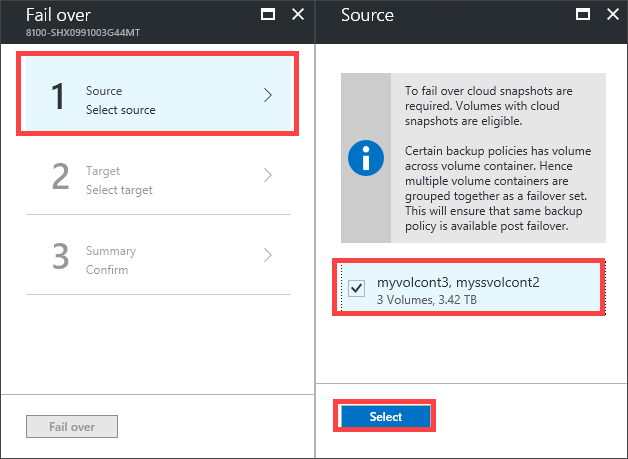 Fail over
8100-SHX0991003G44MT
1
Source
Select source
2
Target
Select target
3
Summary
Confirm
Fail over
Source
To fail over cloud snapshots are
required. Volumes with cloud
snapshots are eligible.
Certain backup policies has volume
across volume container. Hence
multiple volume containers are
grouped together as a failover set.
This will ensure that same backup
policy is available post failover.
myvolcont3, myssvolcont2
3 Volumes, 3.42 TB
Select